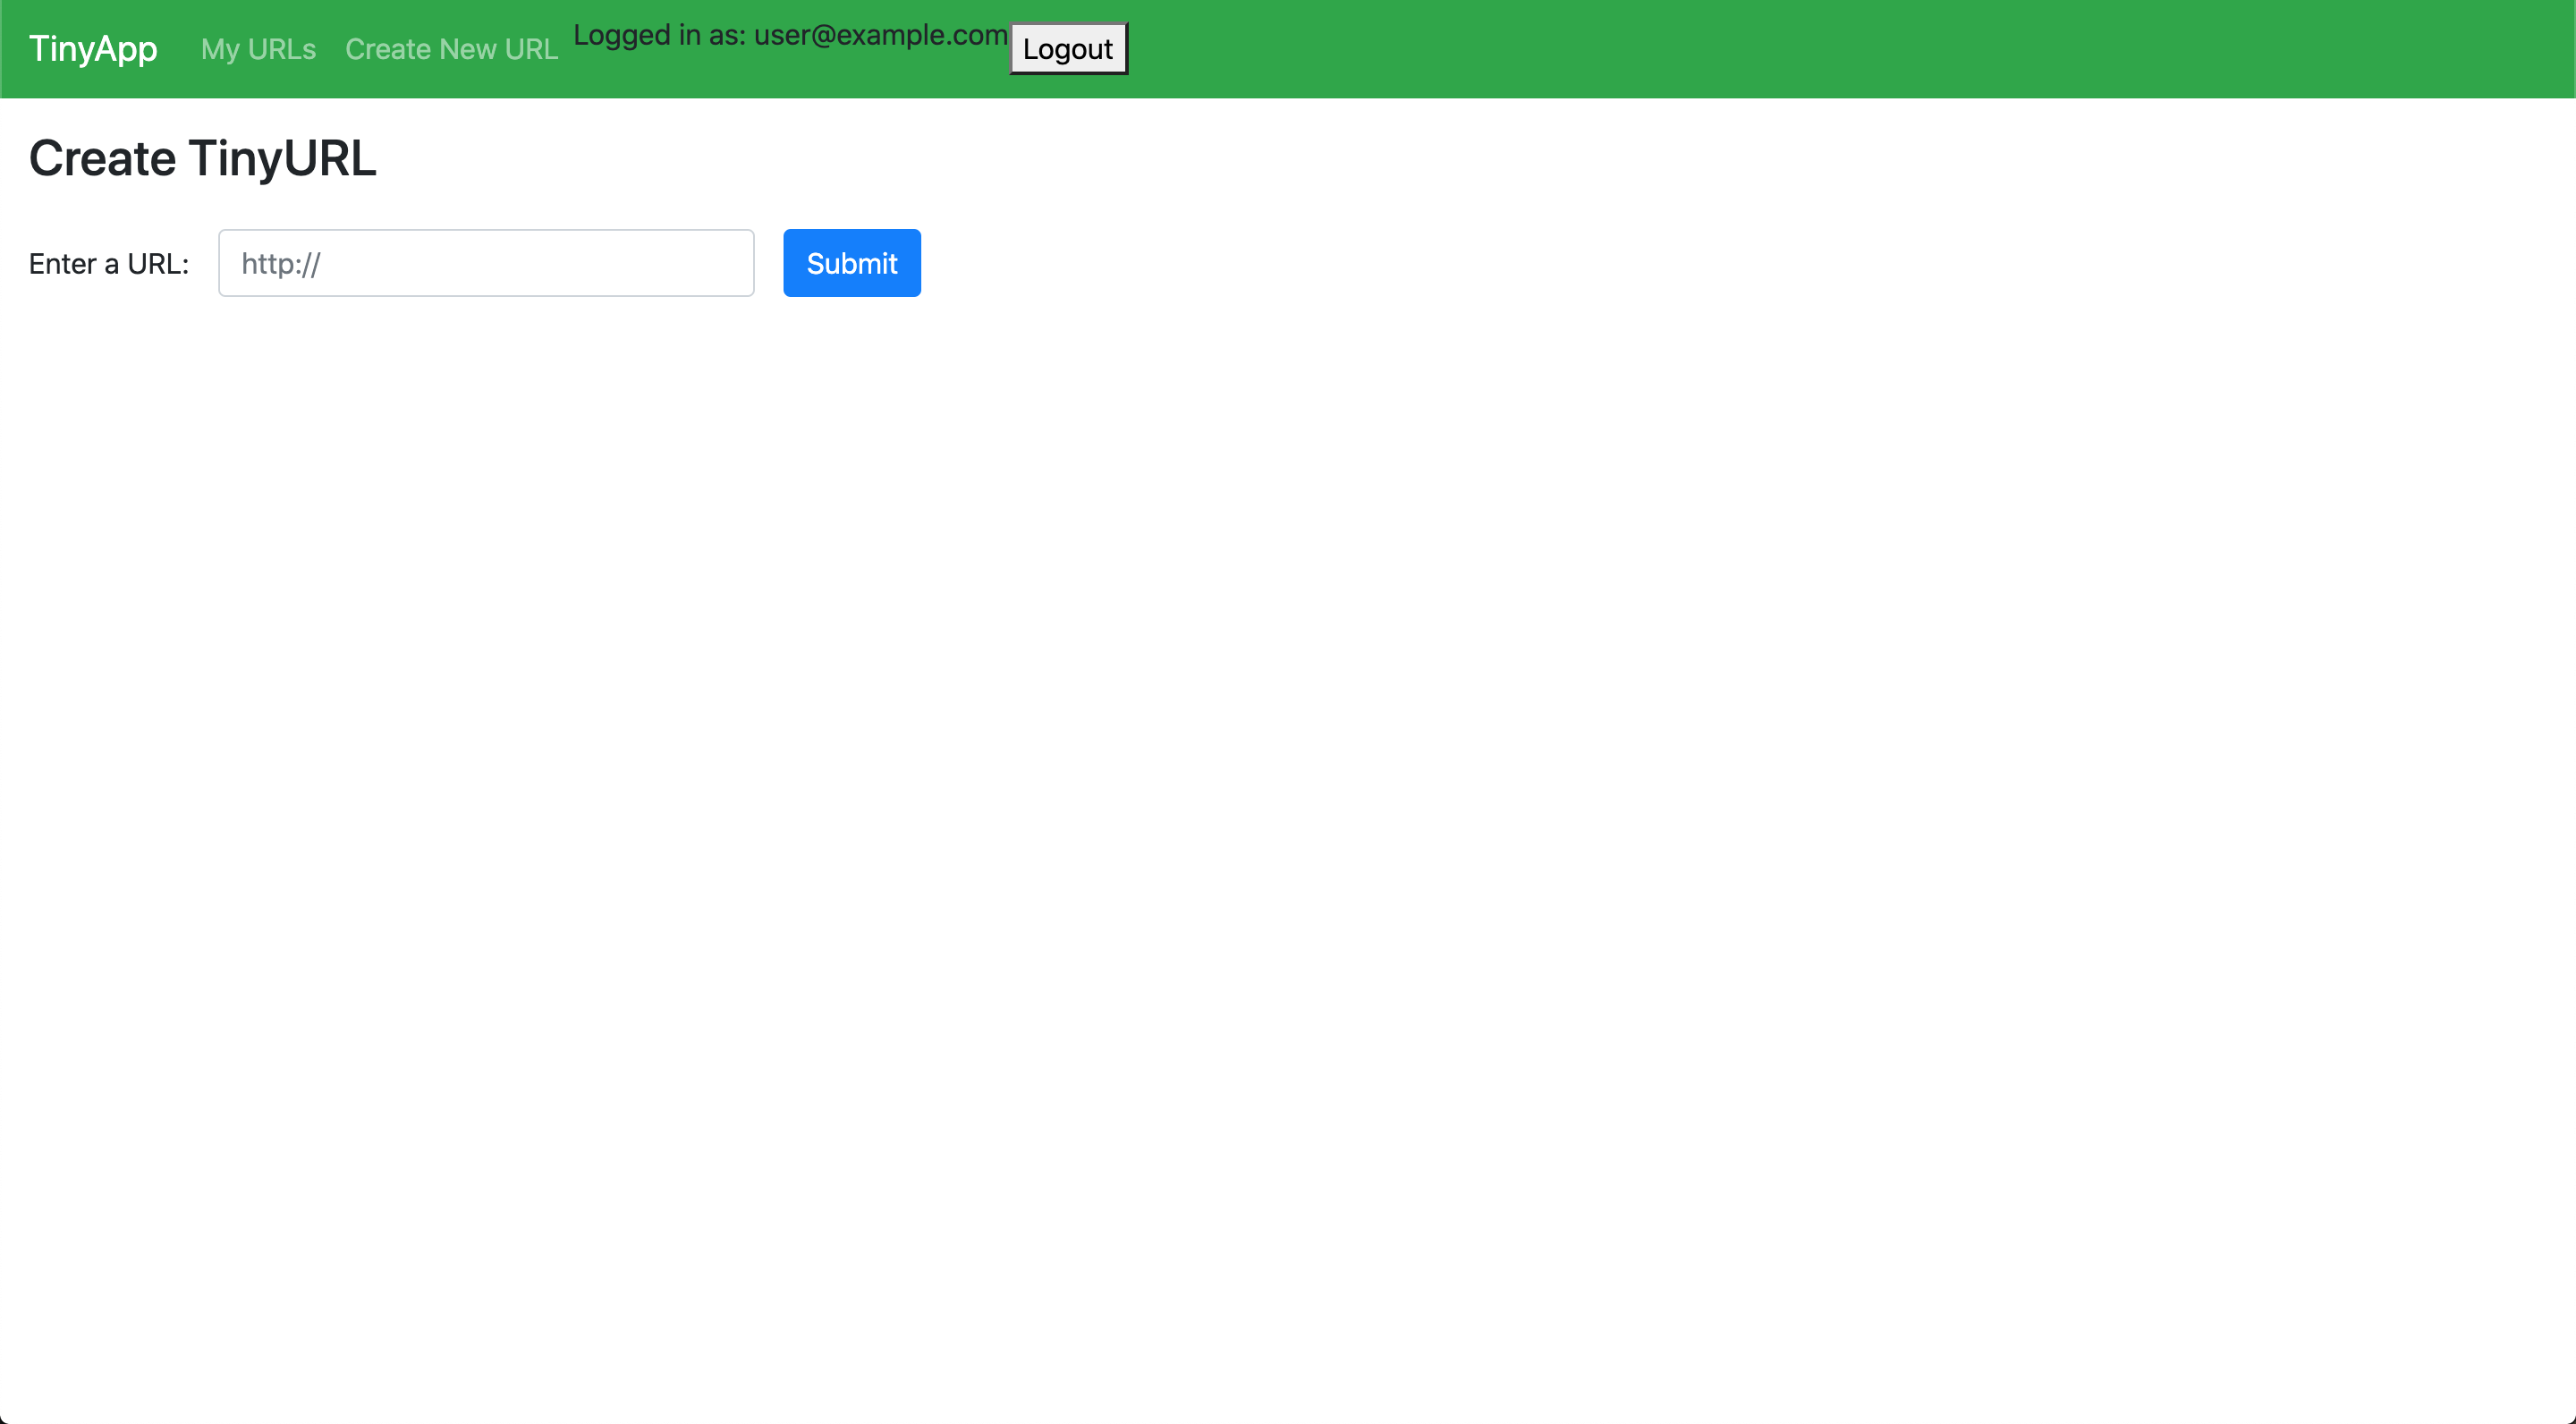 TinyApp My URLs Create New URL Logged in as: user@example.com Logout
Create TinyURL
Enter a URL: http:// Submit